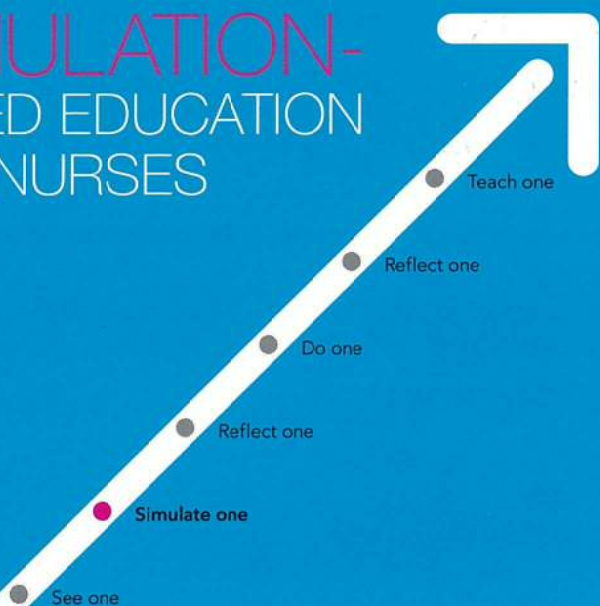 ULATION-
ED EDUCATION
NURSES
Teach one
Reflect one
Do one
Reflect one
Simulate one
See one